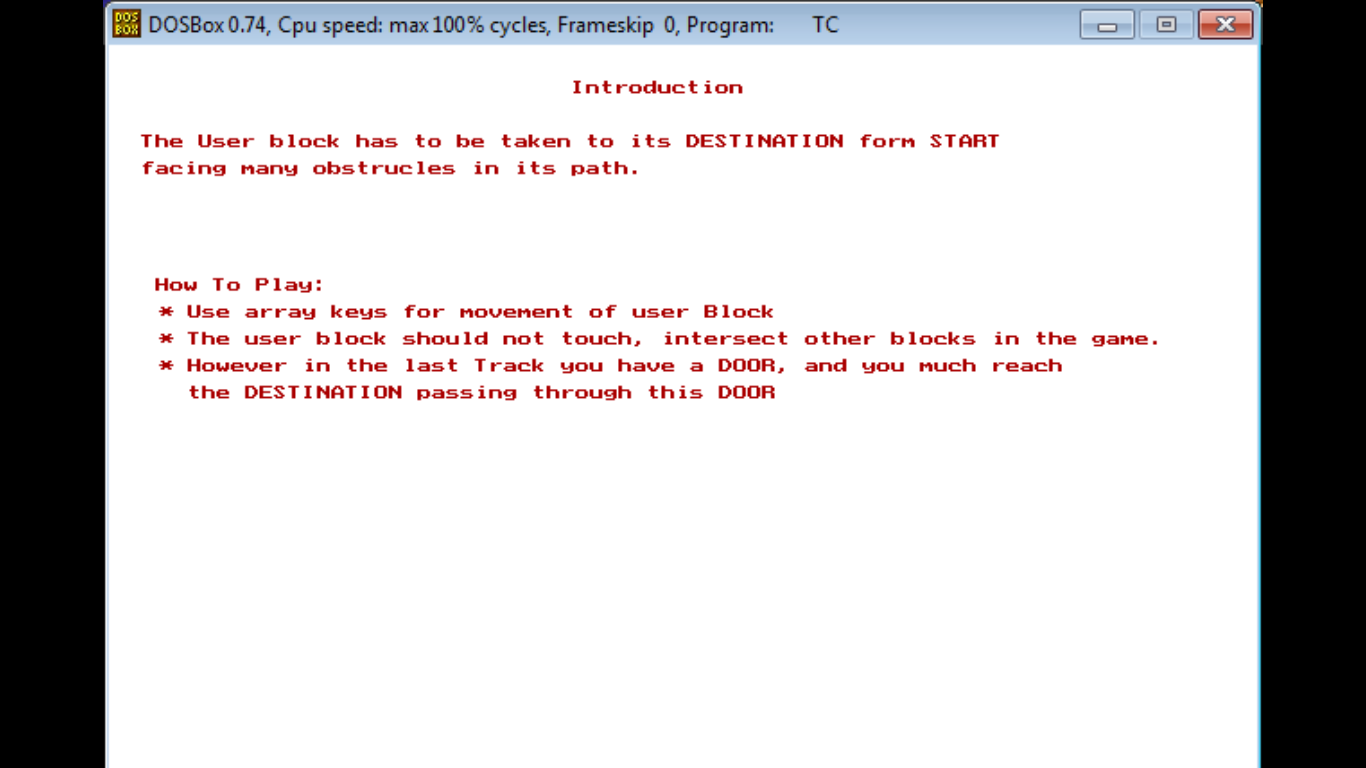 DOS
BOX
DOSBox 0.74, Cpu speed: max 100% cycles, Frameskip 0, Program: TC
Introduction
The User block has to be taken to its DESTINATION form START
facing many obstrucles in its path.
How To Play:
* Use array keys for movement of user Block
* The user block should not touch, intersect other blocks in the game.
* However in the last Track you have a DOOR, and you much reach
the DESTINATION passing through this DOOR